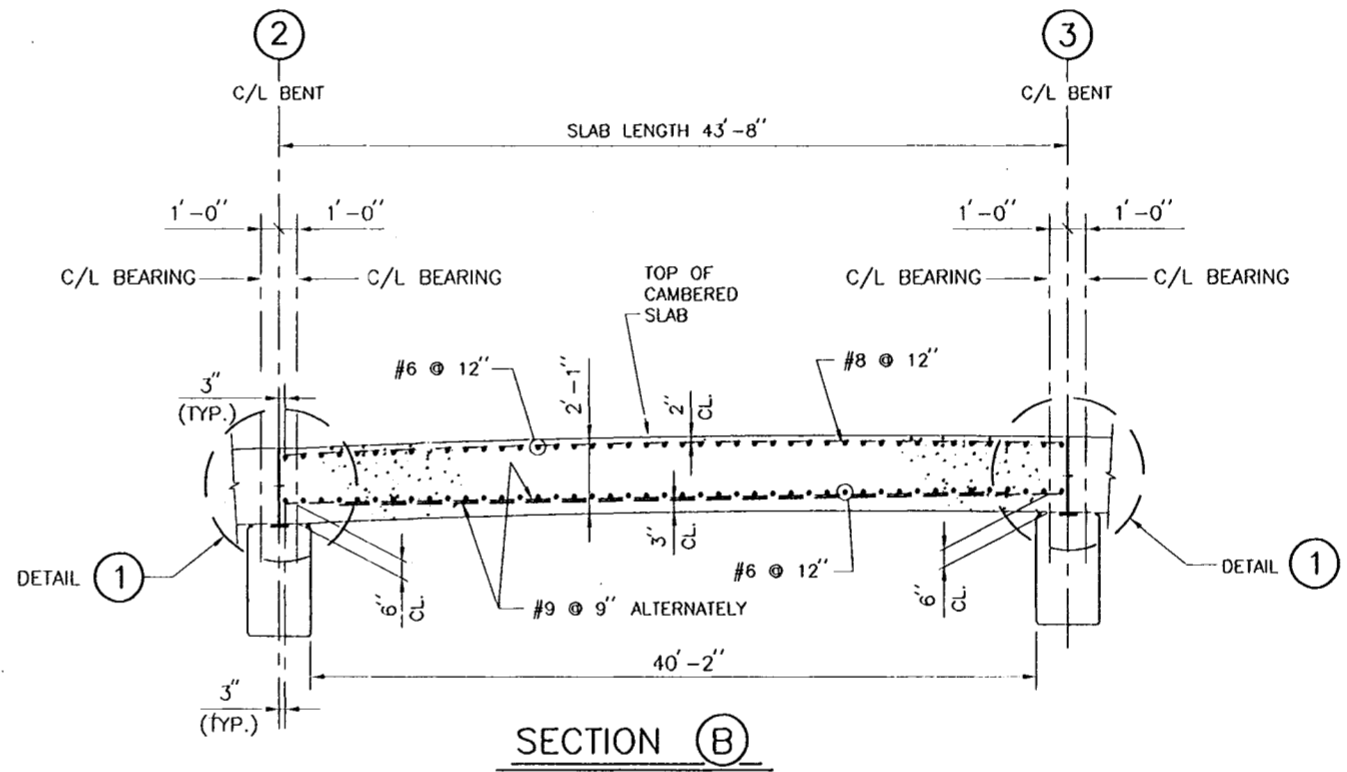 2
3
C/L BENT
C/L BENT
SLAB LENGTH 43'-8"
1'-0"
1'-0"
1'-0"
1'-0"
C/L BEARING
C/L BEARING
TOP OF
CAMBERED
SLAB
C/L BEARING
C/L BEARING
#6 @ 12"
2'-1"
2"
CL.
#8 @ 12"
3"
(TYP.)
3"
CL.
DETAIL 1
6"
CL.
#9 @ 9" ALTERNATELY
#6 @ 12"
6"
CL.
DETAIL 1
40'-2"
3"
(TYP.)
SECTION B